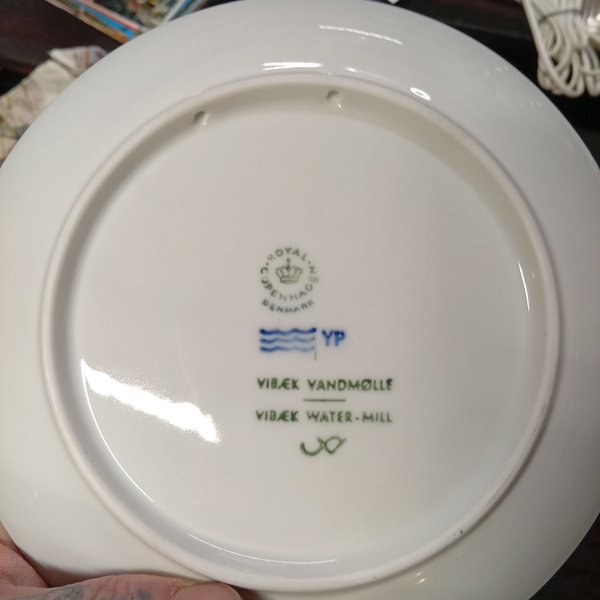 ROYAL
COPENHAGEN
DENMARK
YP
VIBÆK VANDMØLLE
VIBÆK WATER-MILL